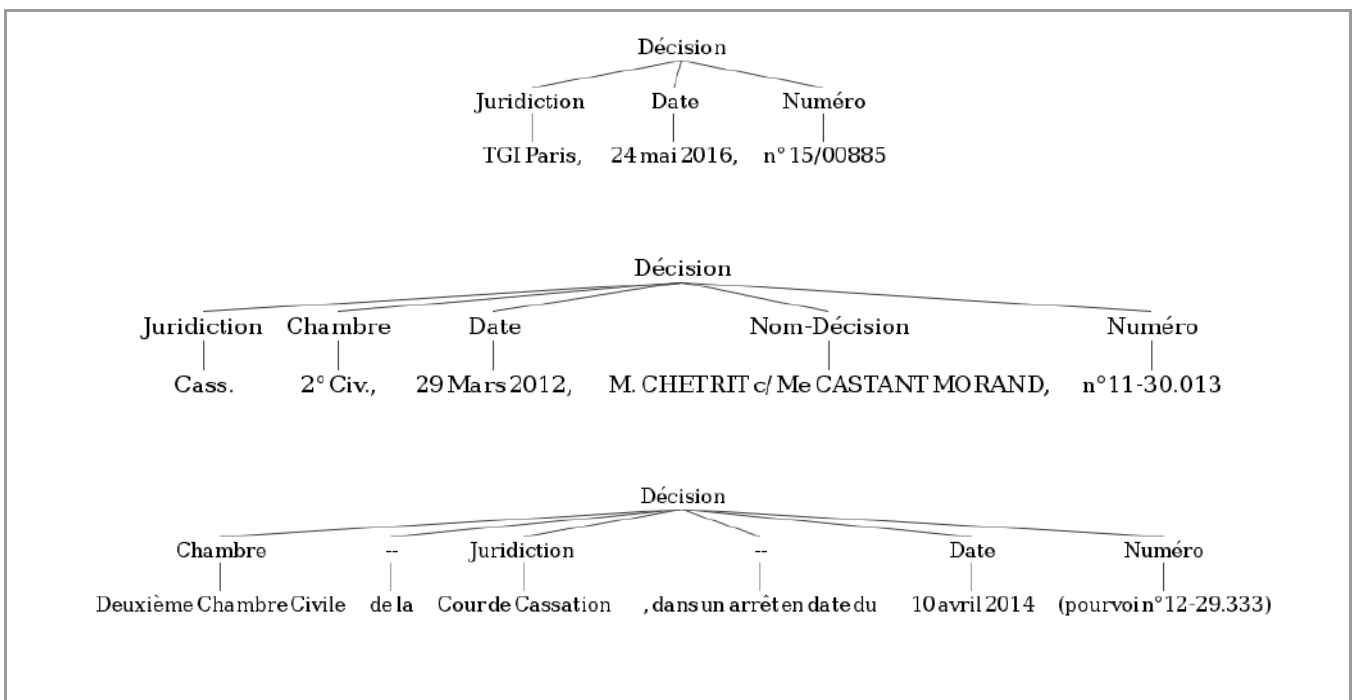 Décision
Juridiction Date Numéro
TGI Paris, 24 mai 2016, n° 15/00885
Décision
Juridiction Chambre Date Nom-Décision Numéro
Cass. 2° Civ., 29 Mars 2012, M. CHETRIT c/ Me CASTANT MORAND, n°11-30.013
Décision
Chambre -- Juridiction -- Date Numéro
Deuxième Chambre Civile de la Cour de Cassation , dans un arrêt en date du 10 avril 2014 (pourvoi n°12-29.333)